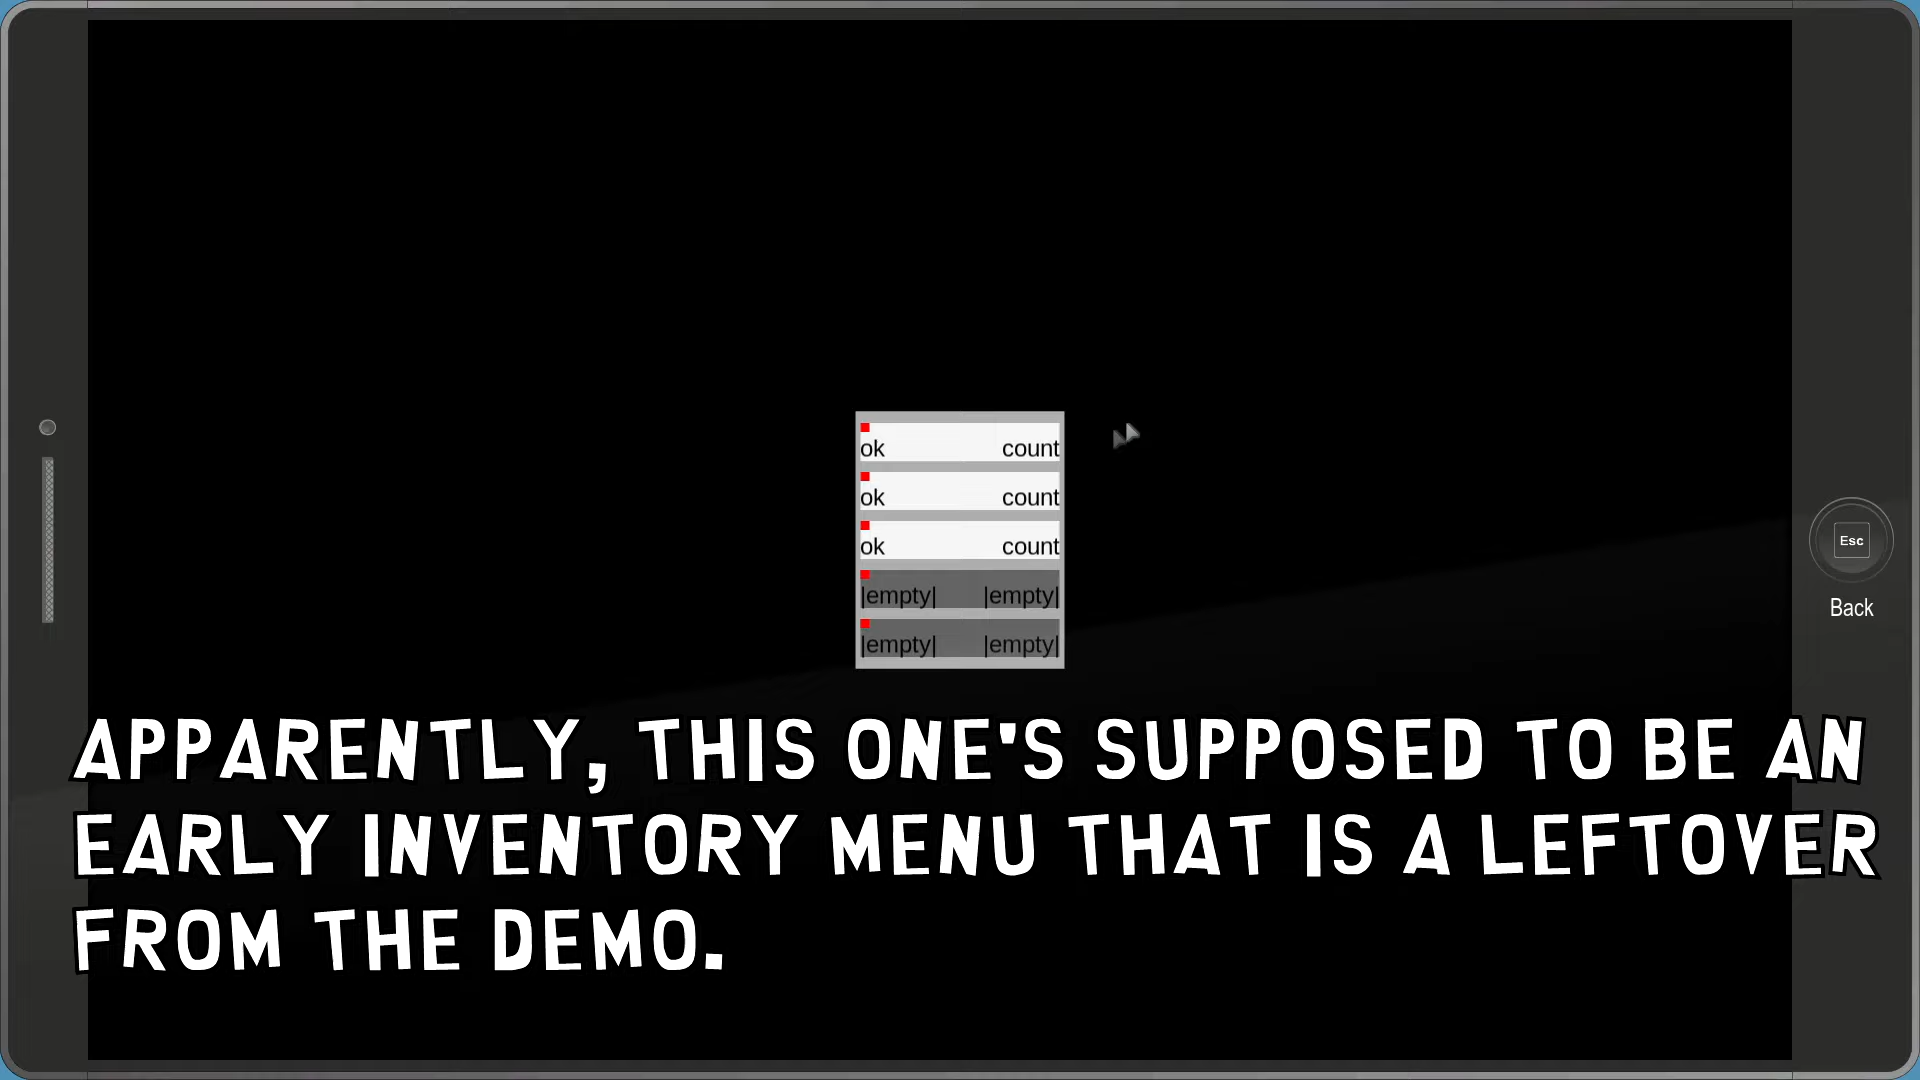 ok count
ok count
ok count
|empty| |empty|
|empty| |empty|
Esc
Back
APPARENTLY, THIS ONE'S SUPPOSED TO BE AN
EARLY INVENTORY MENU THAT IS A LEFTOVER
FROM THE DEMO.